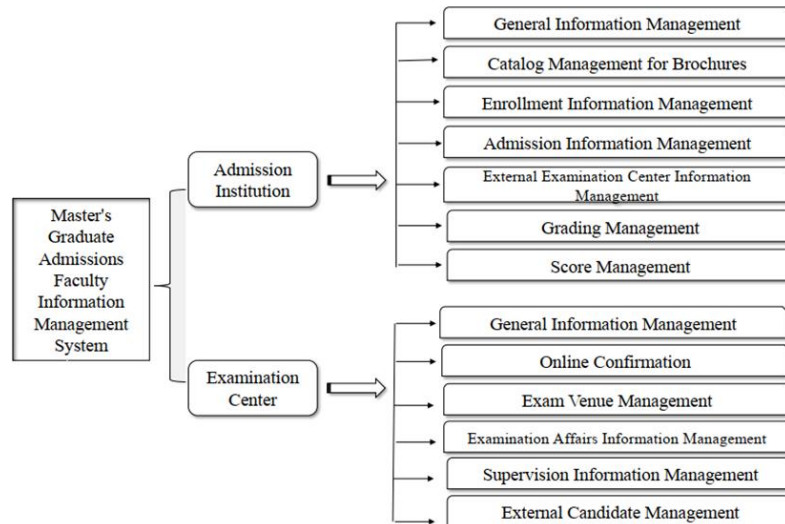 General Information Management
Catalog Management for Brochures
Enrollment Information Management
Admission Information Management
External Examination Center Information
Management
Grading Management
Score Management
Admission
Institution
Master's
Graduate
Admissions
Faculty
Information
Management
System
Examination
Center
General Information Management
Online Confirmation
Exam Venue Management
Examination Affairs Information Management
Supervision Information Management
External Candidate Management